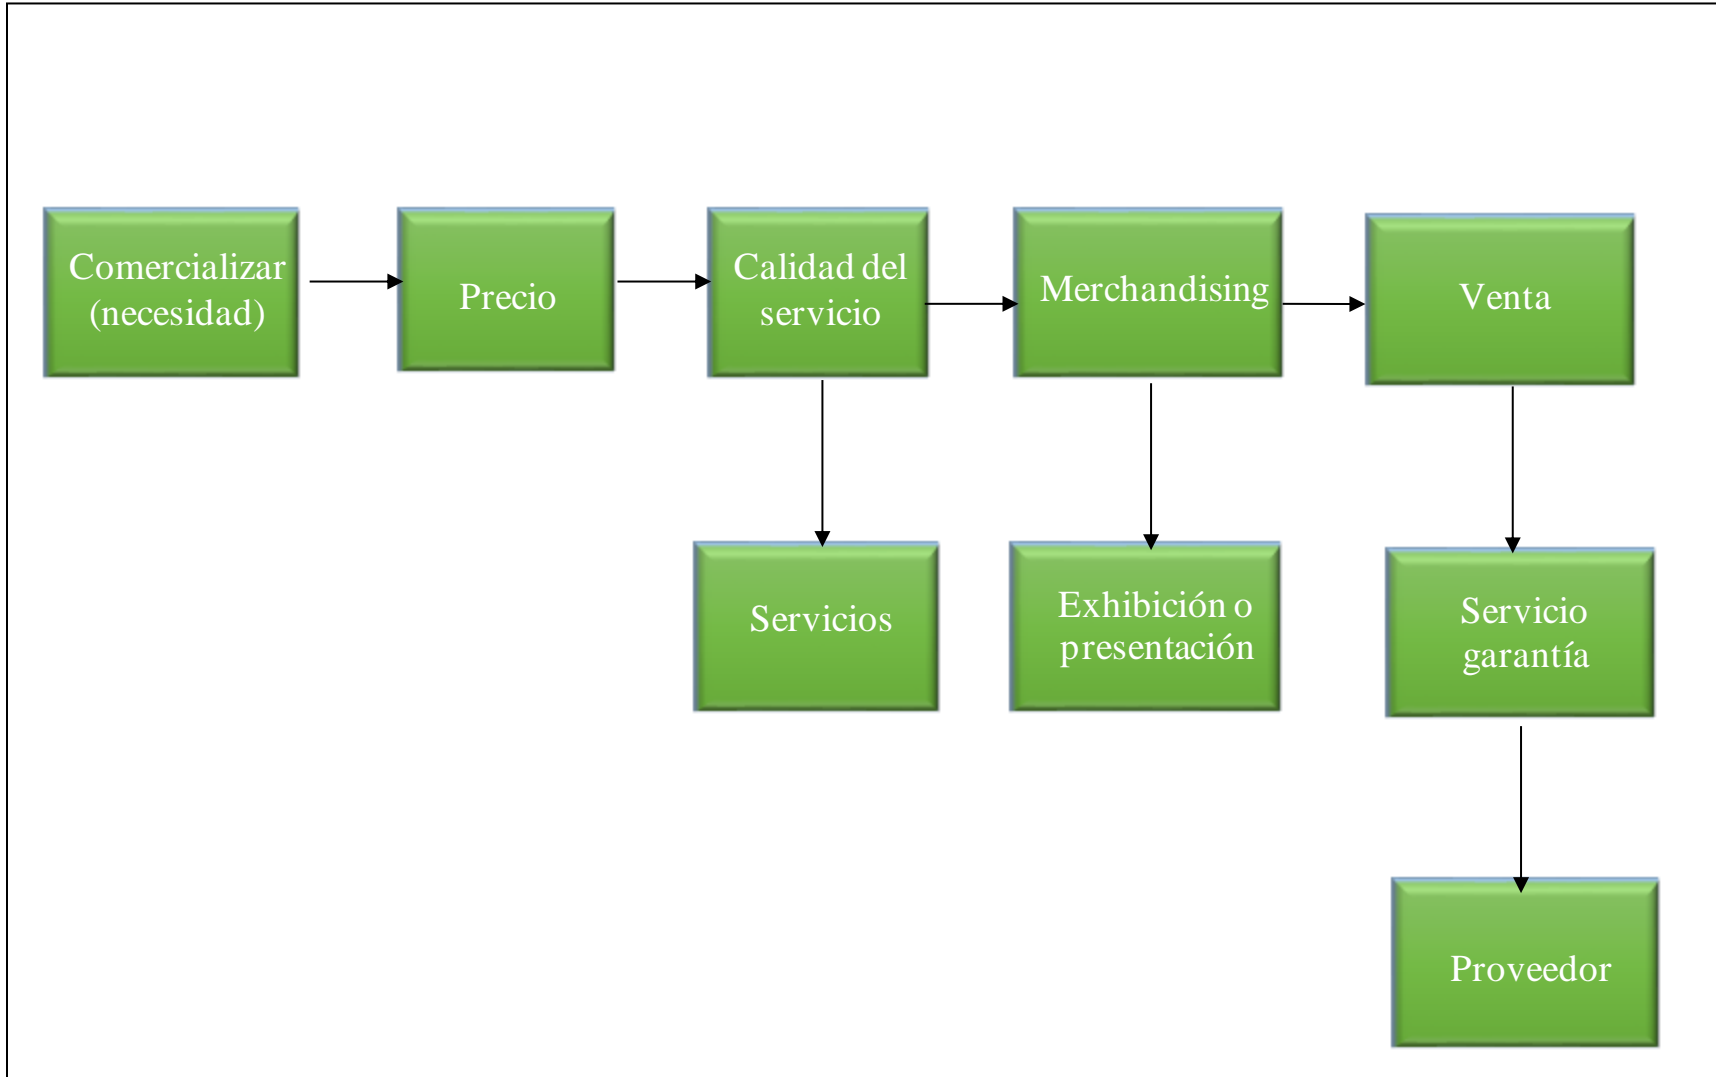 Comercializar
(necesidad)
Precio
Calidad del
servicio
Merchandising
Venta
Servicios
Exhibición o
presentación
Servicio
garantía
Proveedor